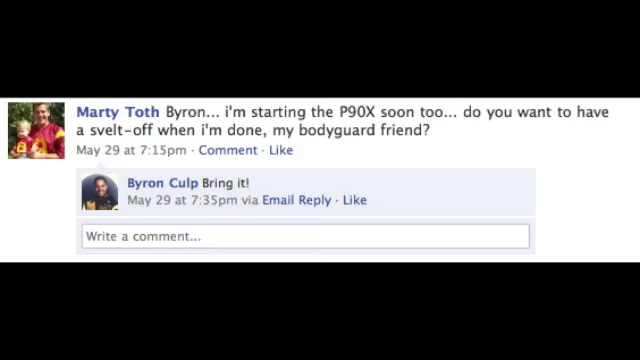 Marty Toth Byron... i'm starting the P90X soon too... do you want to have
a svelt-off when i'm done, my bodyguard friend?
May 29 at 7:15pm · Comment · Like
Byron Culp Bring it!
May 29 at 7:35pm via Email Reply · Like
Write a comment...